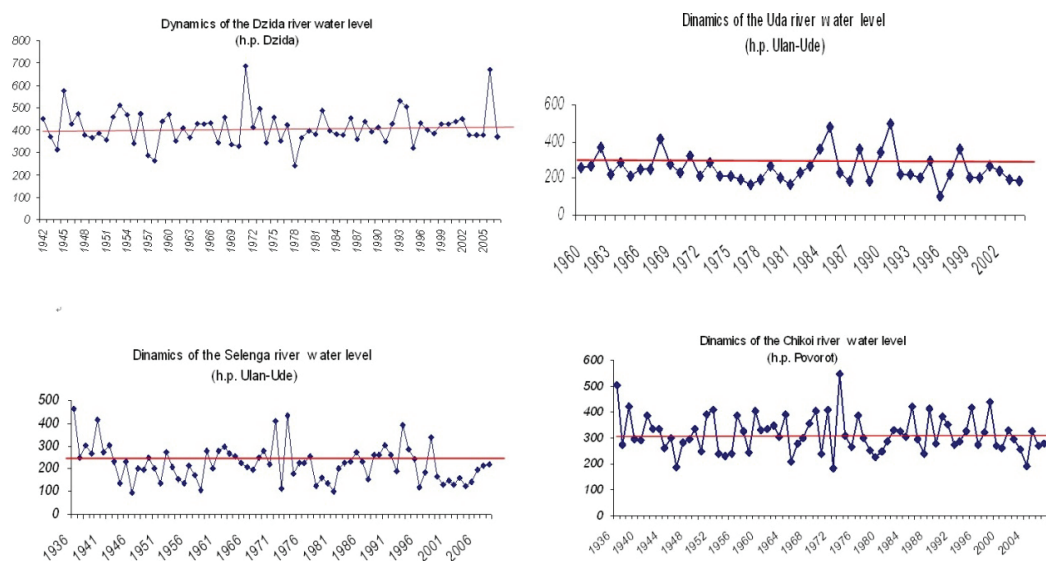 Dynamics of the Dzida river water level
(h.p. Dzida)
800
700
600
500
400
300
200
100
0
1942 1945 1948 1951 1954 1957 1960 1963 1966 1969 1972 1975 1978 1981 1984 1987 1990 1993 1996 1999 2002 2005
Dinamics of the Uda river water level
(h.p. Ulan-Ude)
600
400
200
0
1960 1963 1966 1969 1972 1975 1978 1981 1984 1987 1990 1993 1996 1999 2002
Dinamics of the Selenga river water level
(h.p. Ulan-Ude)
500
400
300
200
100
0
1936 1941 1946 1951 1956 1961 1966 1971 1976 1981 1986 1991 1996 2001 2006
Dinamics of the Chikoi river water level
(h.p. Povorot)
600
500
400
300
200
100
0
1936 1940 1944 1948 1952 1956 1960 1964 1968 1972 1976 1980 1984 1988 1992 1996 2000 2004